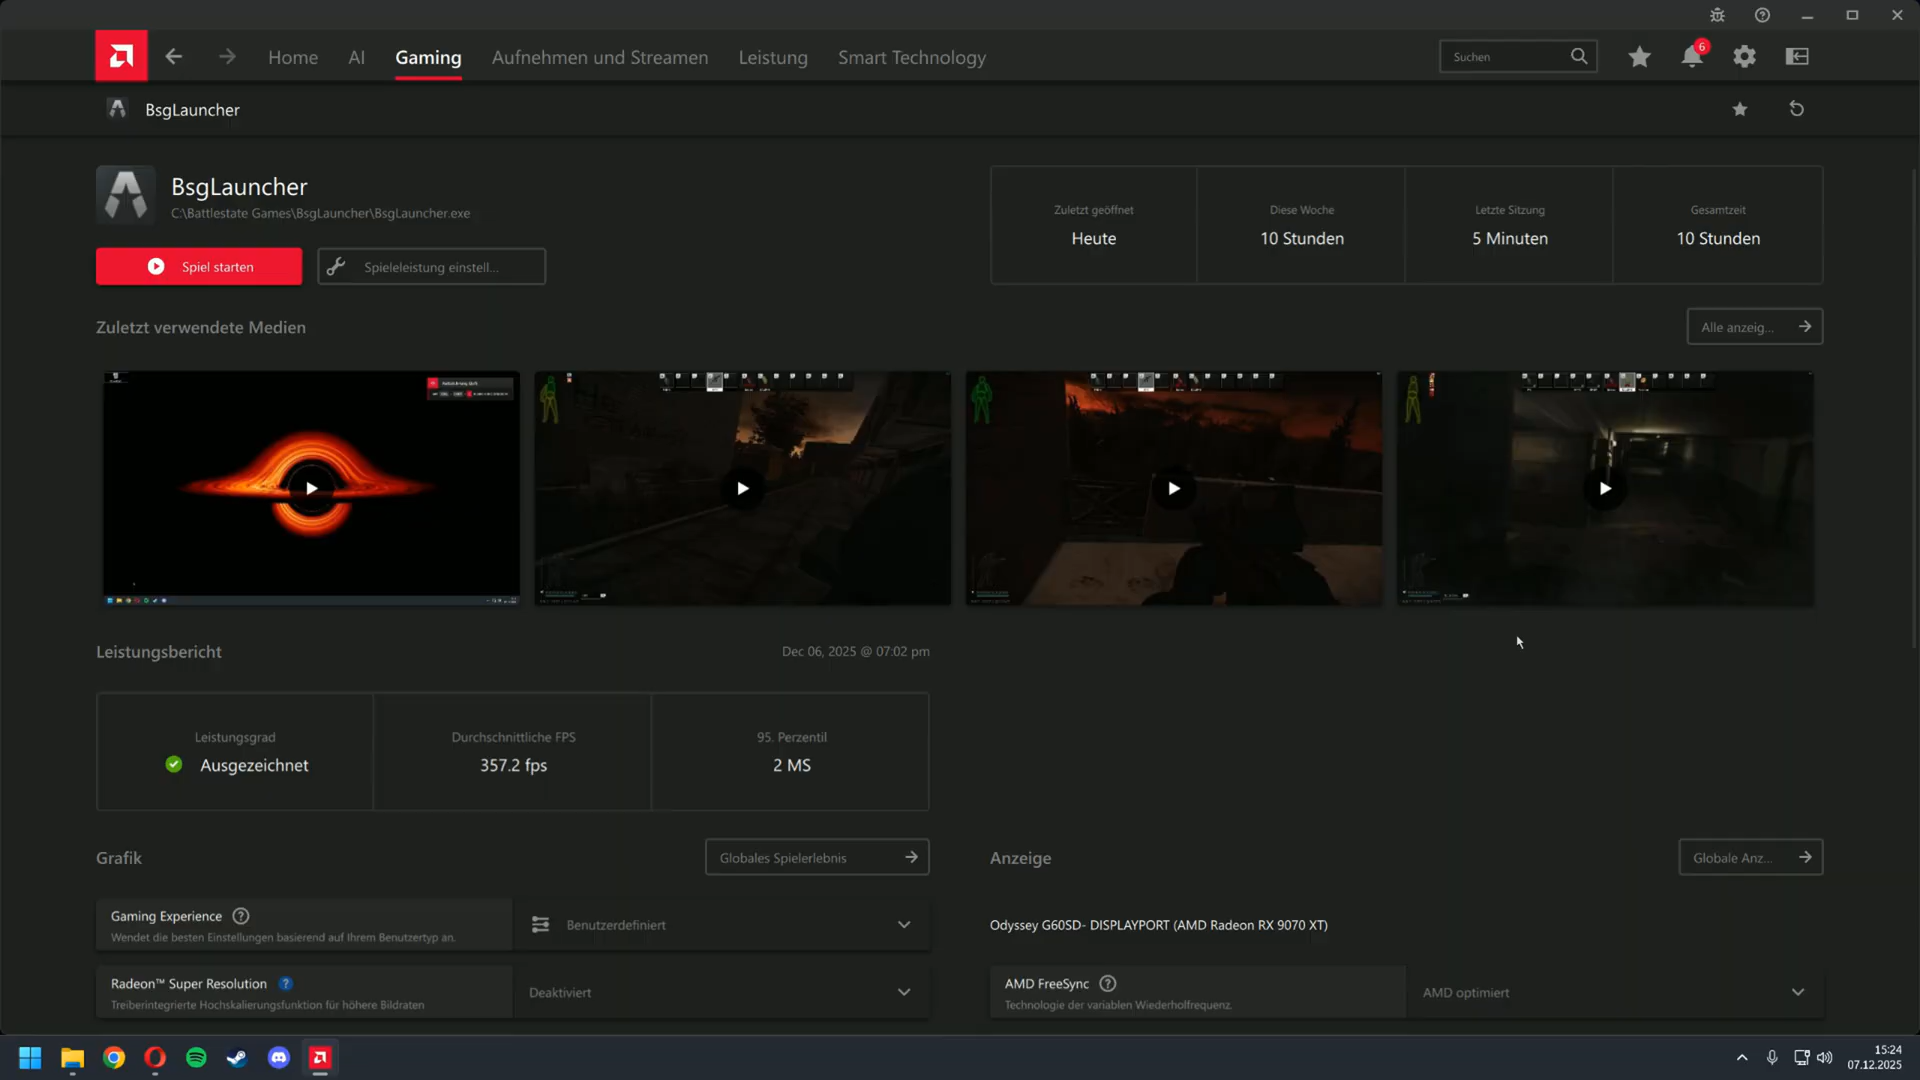 Home AI Gaming Aufnehmen und Streamen Leistung Smart Technology Suchen 6
BsgLauncher
BsgLauncher
C:\Battlestate Games\BsgLauncher\BsgLauncher.exe
Spiel starten Spieleleistung einstell...
Zuletzt geöffnet Diese Woche Letzte Sitzung Gesamtzeit
Heute 10 Stunden 5 Minuten 10 Stunden
Zuletzt verwendete Medien Alle anzeig...
Leistungsbericht Dec 06, 2025 @ 07:02 pm
Leistungsgrad Durchschnittliche FPS 95. Perzentil
Ausgezeichnet 357.2 fps 2 MS
Grafik Globales Spielerlebnis
Gaming Experience ? Benutzerdefiniert
Wendet die besten Einstellungen basierend auf Ihrem Benutzertyp an.
Radeon™ Super Resolution ? Deaktiviert
Treiberintegrierte Hochskalierungsfunktion für höhere Bildraten
Anzeige Globale Anz...
Odyssey G60SD- DISPLAYPORT (AMD Radeon RX 9070 XT)
AMD FreeSync ? AMD optimiert
Technologie der variablen Wiederholfrequenz.
15:24
07.12.2025